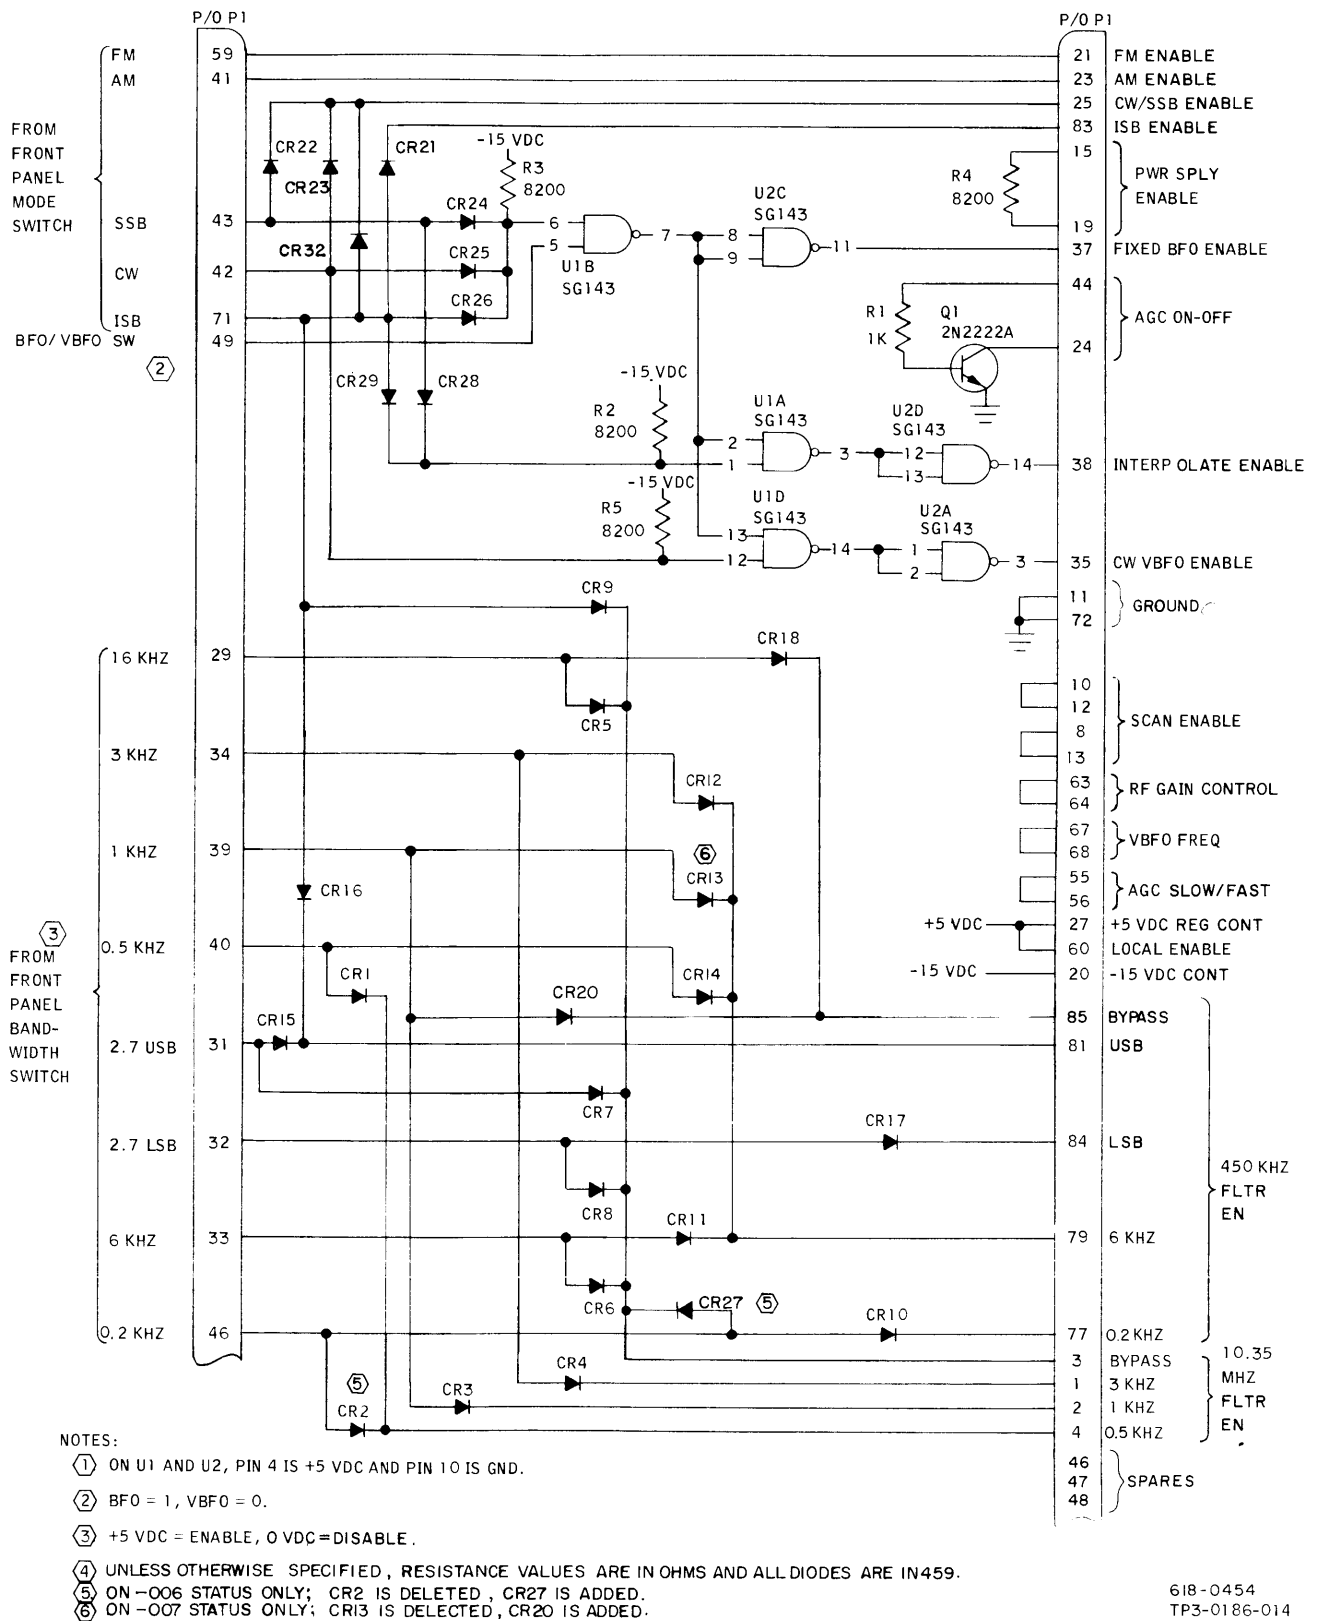 P/O P1
P/O P1
FM
59
21
FM ENABLE
AM
41
23
AM ENABLE
25
CW/SSB ENABLE
83
ISB ENABLE
FROM
FRONT
PANEL
MODE
SWITCH
-15 VDC
CR22
CR21
R3
8200
CR23
15
R4
8200
PWR SPLY
ENABLE
19
SSB
43
CR24
6
5
U1B
SG143
7
U2C
SG143
8
9
11
37
FIXED BFO ENABLE
CR32
CW
42
CR25
44
ISB
71
CR26
R1
1K
Q1
2N2222A
AGC ON-OFF
BFO/VBFO SW
49
24
2
CR29
CR28
-15 VDC
R2
8200
U1A
SG143
2
1
3
U2D
SG143
12
13
14
38
INTERPOLATE ENABLE
-15 VDC
R5
8200
U1D
SG143
13
12
14
U2A
SG143
1
2
3
35
CW VBFO ENABLE
CR9
11
72
GROUND
16 KHZ
29
CR18
CR5
10
12
8
13
SCAN ENABLE
3 KHZ
34
CR12
63
64
RF GAIN CONTROL
1 KHZ
39
6
CR13
67
68
VBFO FREQ
CR16
55
56
AGC SLOW/FAST
3
FROM
FRONT
PANEL
BAND-
WIDTH
SWITCH
0.5 KHZ
40
+5 VDC
27
+5 VDC REG CONT
60
LOCAL ENABLE
CR1
CR14
-15 VDC
20
-15 VDC CONT
CR20
85
BYPASS
CR15
2.7 USB
31
81
USB
CR7
2.7 LSB
32
CR17
84
LSB
CR8
450 KHZ
FLTR
EN
6 KHZ
33
CR11
79
6 KHZ
CR6
CR27
5
0.2 KHZ
46
CR10
77
0.2 KHZ
3
BYPASS
CR4
1
3 KHZ
5
CR3
2
1 KHZ
CR2
4
0.5 KHZ
10.35
MHZ
FLTR
EN
46
47
48
SPARES
NOTES:
1 ON U1 AND U2, PIN 4 IS +5 VDC AND PIN 10 IS GND.
2 BFO = 1, VBFO = 0.
3 +5 VDC = ENABLE, 0 VDC = DISABLE.
4 UNLESS OTHERWISE SPECIFIED, RESISTANCE VALUES ARE IN OHMS AND ALL DIODES ARE IN459.
5 ON -006 STATUS ONLY; CR2 IS DELETED, CR27 IS ADDED.
6 ON -007 STATUS ONLY; CR13 IS DELECTED, CR20 IS ADDED.
618-0454
TP3-0186-014